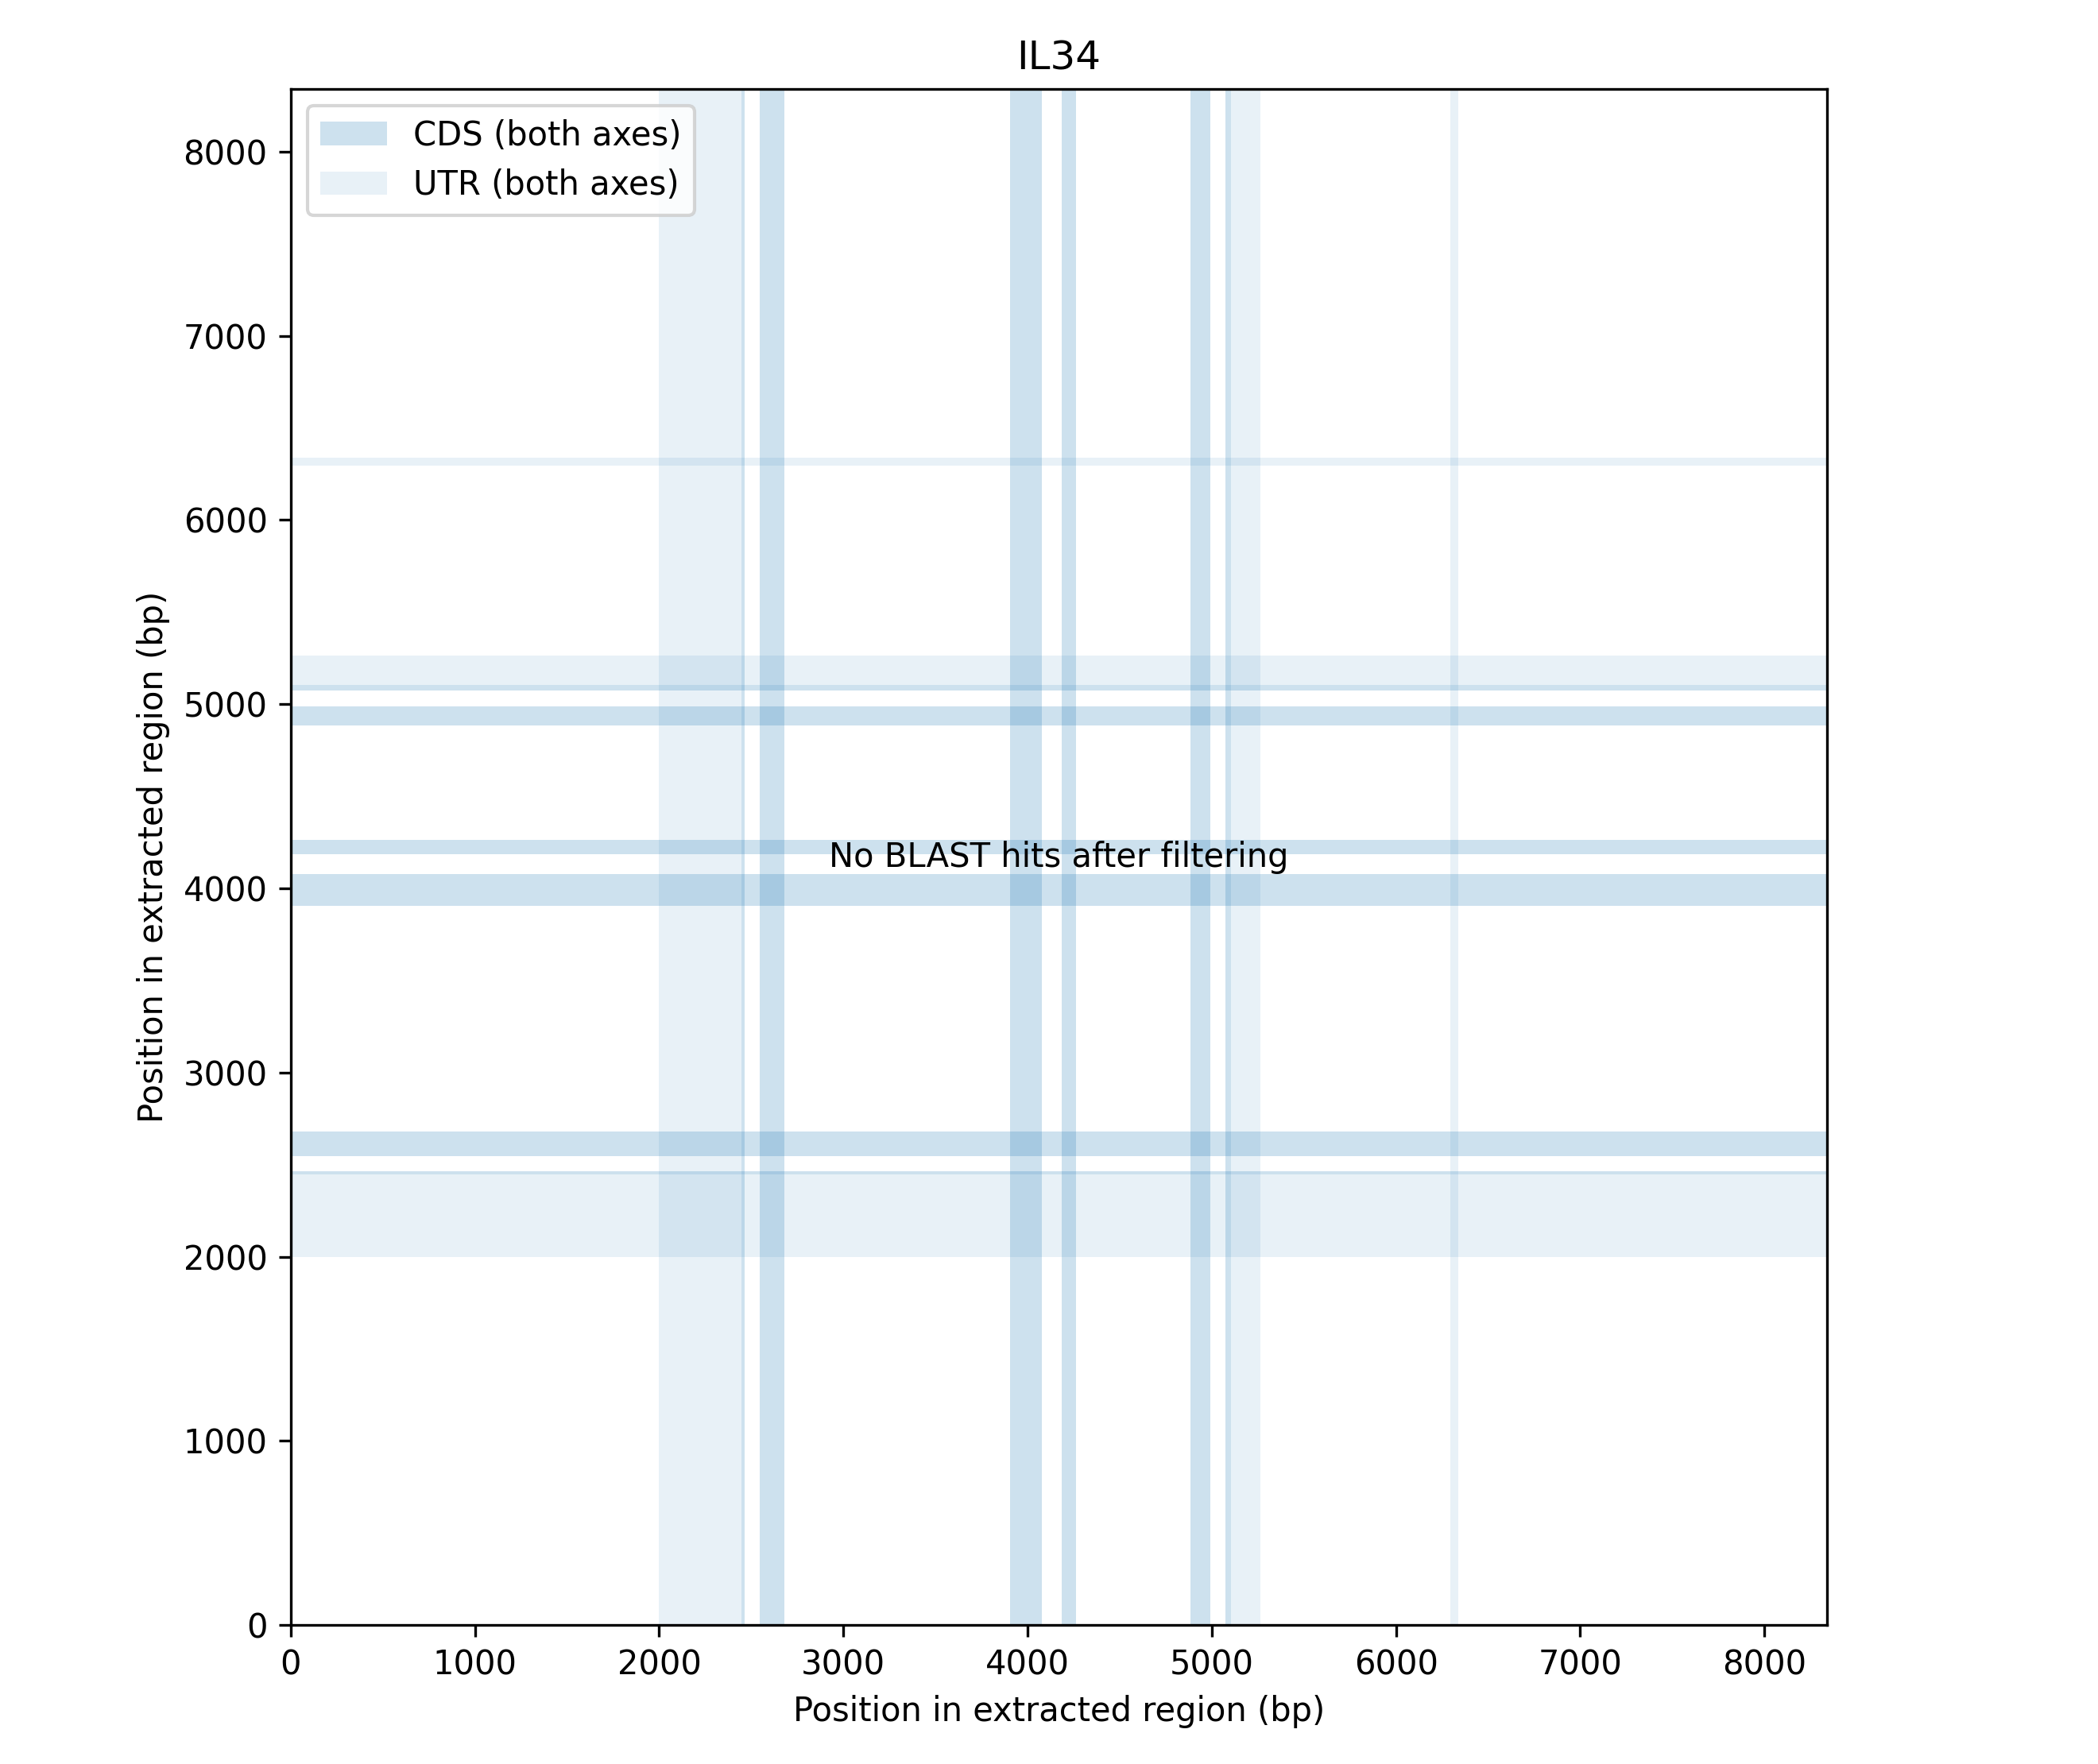 IL34
CDS (both axes)
UTR (both axes)
8000
7000
6000
5000
4000
3000
2000
1000
0
Position in extracted region (bp)
No BLAST hits after filtering
0 1000 2000 3000 4000 5000 6000 7000 8000
Position in extracted region (bp)